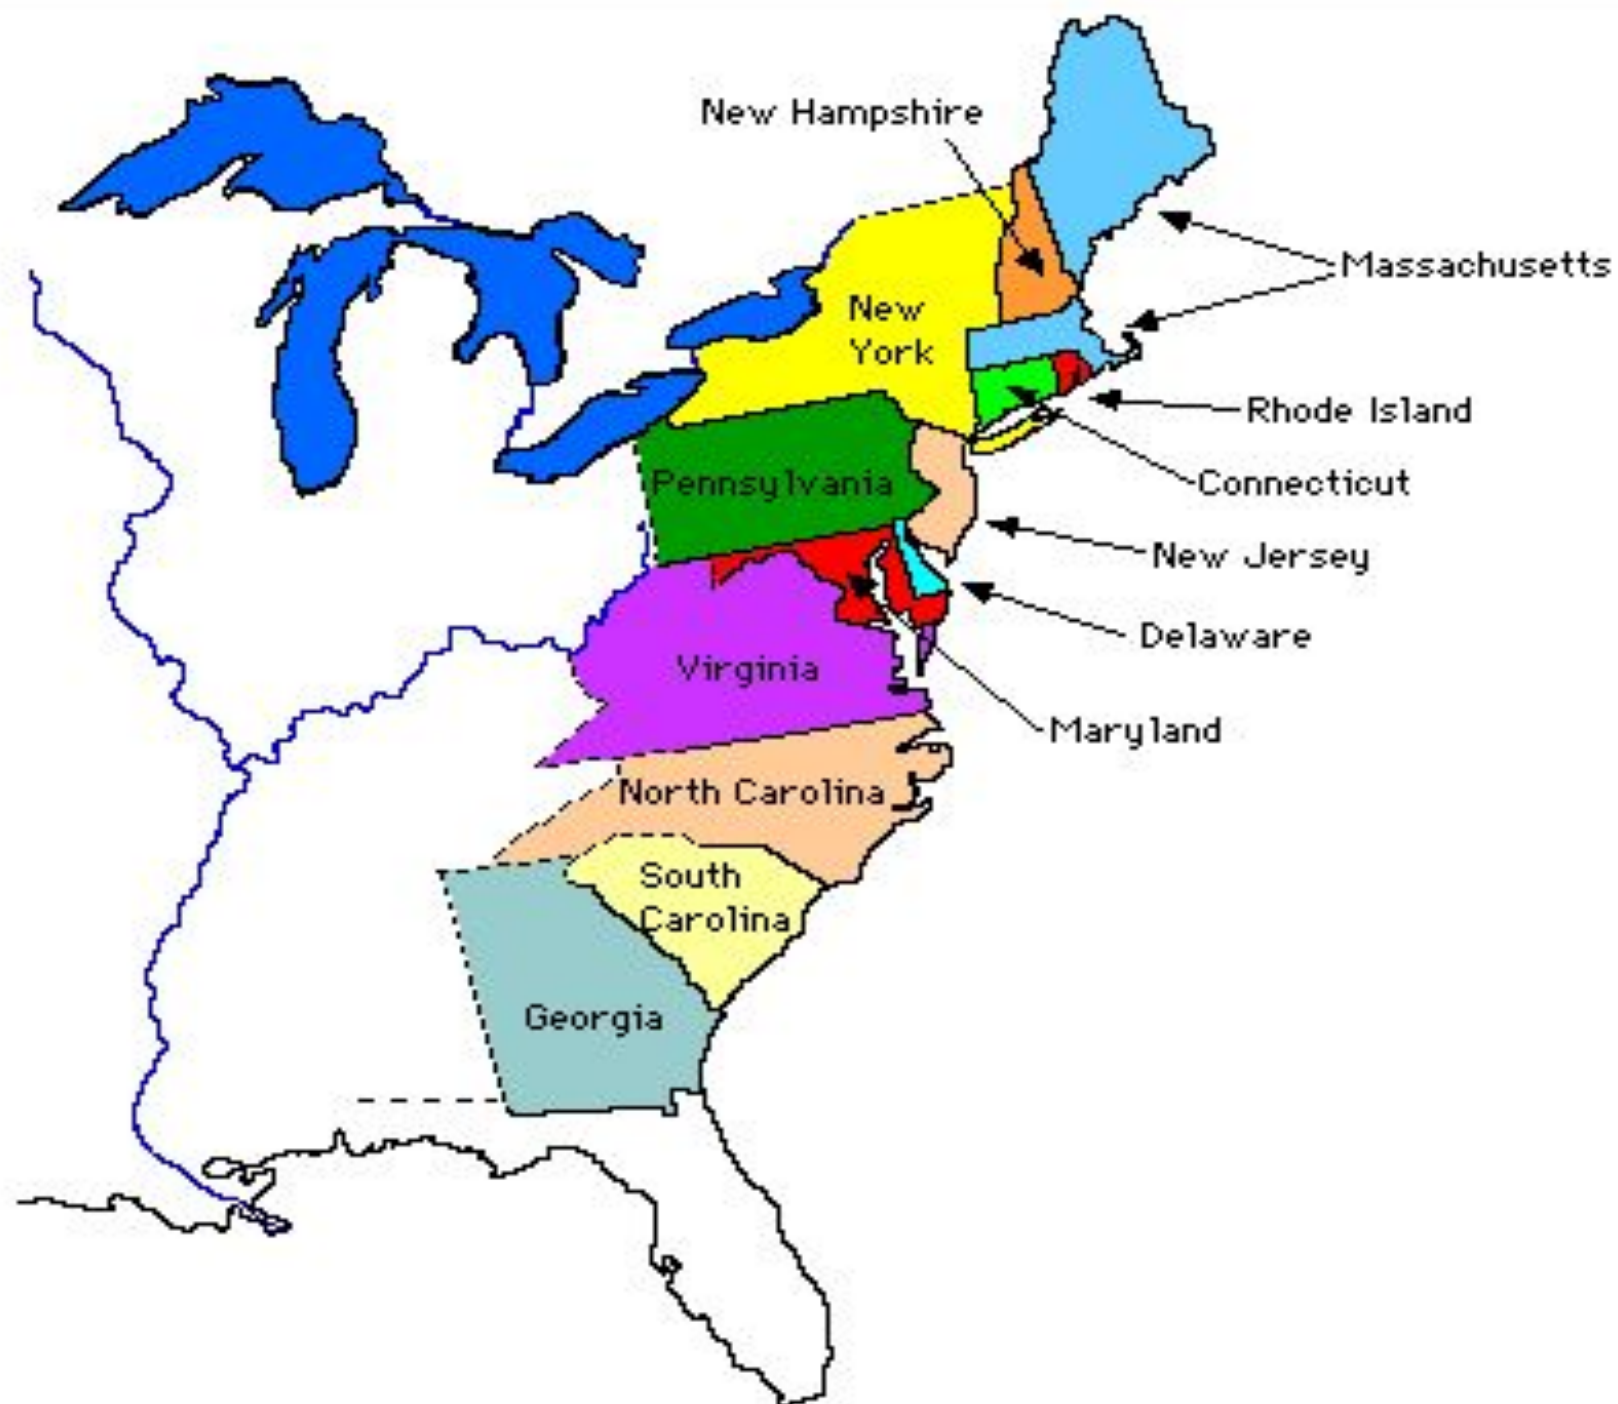 New Hampshire
Massachusetts
New
York
Rhode Island
Pennsylvania
Connecticut
New Jersey
Delaware
Virginia
Maryland
North Carolina
South
Carolina
Georgia